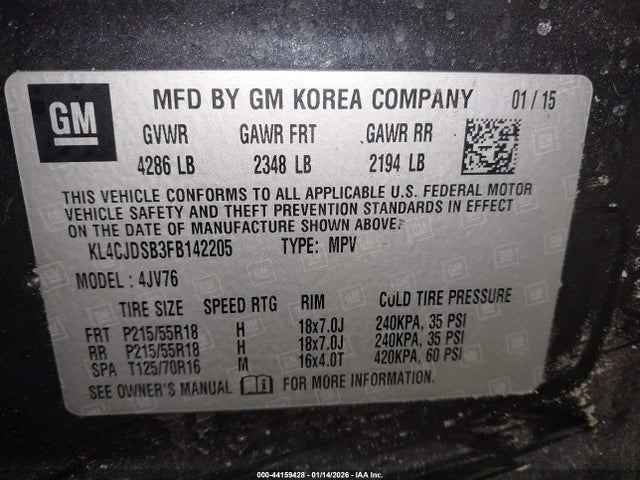 GM
MFD BY GM KOREA COMPANY 01/15
GVWR GAWR FRT GAWR RR
4286 LB 2348 LB 2194 LB
THIS VEHICLE CONFORMS TO ALL APPLICABLE U.S. FEDERAL MOTOR
VEHICLE SAFETY AND THEFT PREVENTION STANDARDS IN EFFECT
ON THE DATE OF MANUFACTURE SHOWN ABOVE.
KL4CJDSB3FB142205 TYPE: MPV
MODEL: 4JV76
TIRE SIZE SPEED RTG RIM COLD TIRE PRESSURE
FRT P215/55R18 H 18x7.0J 240KPA, 35 PSI
RR P215/55R18 H 18x7.0J 240KPA, 35 PSI
SPA T125/70R16 M 16x4.0T 420KPA, 60 PSI
SEE OWNER'S MANUAL FOR MORE INFORMATION.
000-44159428 - 01/14/2026 - IAA Inc.